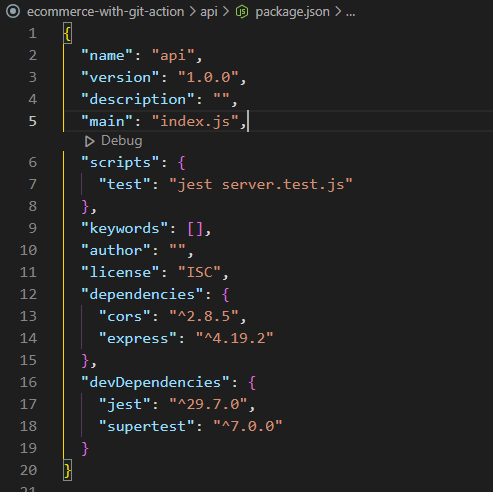 ecommerce-with-git-action > api > package.json > ...
1 {
2 "name": "api",
3 "version": "1.0.0",
4 "description": "",
5 "main": "index.js",
Debug
6 "scripts": {
7 "test": "jest server.test.js"
8 },
9 "keywords": [],
10 "author": "",
11 "license": "ISC",
12 "dependencies": {
13 "cors": "^2.8.5",
14 "express": "^4.19.2"
15 },
16 "devDependencies": {
17 "jest": "^29.7.0",
18 "supertest": "^7.0.0"
19 }
20 }
21